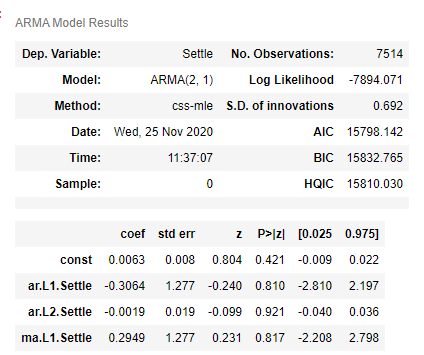 ARMA Model Results
Dep. Variable: Settle No. Observations: 7514
Model: ARMA(2, 1) Log Likelihood -7894.071
Method: css-mle S.D. of innovations 0.692
Date: Wed, 25 Nov 2020 AIC 15798.142
Time: 11:37:07 BIC 15832.765
Sample: 0 HQIC 15810.030
coef std err z P>|z| [0.025 0.975]
const 0.0063 0.008 0.804 0.421 -0.009 0.022
ar.L1.Settle -0.3064 1.277 -0.240 0.810 -2.810 2.197
ar.L2.Settle -0.0019 0.019 -0.099 0.921 -0.040 0.036
ma.L1.Settle 0.2949 1.277 0.231 0.817 -2.208 2.798